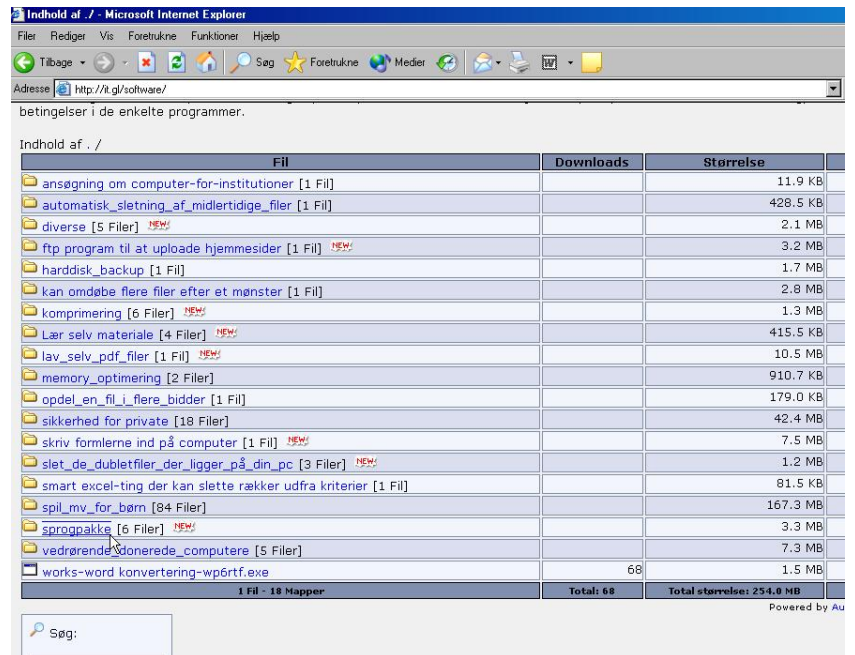 Indhold af ./ - Microsoft Internet Explorer
Filer Rediger Vis Foretrukne Funktioner Hjælp
Tilbage Søg Foretrukne Medier
Adresse http://it.gl/software/
betingelser i de enkelte programmer.
Indhold af . /
Fil Downloads Størrelse
ansøgning om computer-for-institutioner [1 Fil] 11.9 KB
automatisk_sletning_af_midlertidige_filer [1 Fil] 428.5 KB
diverse [5 Filer] NEW! 2.1 MB
ftp program til at uploade hjemmesider [1 Fil] NEW! 3.2 MB
harddisk_backup [1 Fil] 1.7 MB
kan omdøbe flere filer efter et mønster [1 Fil] 2.8 MB
komprimering [6 Filer] NEW! 1.3 MB
Lær selv materiale [4 Filer] NEW! 415.5 KB
lav_selv_pdf_filer [1 Fil] NEW! 10.5 MB
memory_optimering [2 Filer] 910.7 KB
opdel_en_fil_i_flere_bidder [1 Fil] 179.0 KB
sikkerhed for private [18 Filer] 42.4 MB
skriv formlerne ind på computer [1 Fil] NEW! 7.5 MB
slet_de_dubletfiler_der_ligger_på_din_pc [3 Filer] NEW! 1.2 MB
smart excel-ting der kan slette rækker udfra kriterier [1 Fil] 81.5 KB
spil_mv_for_børn [84 Filer] 167.3 MB
sprogpakke [6 Filer] NEW! 3.3 MB
vedrørende_donerede_computere [5 Filer] 7.3 MB
works-word konvertering-wp6rtf.exe 68 1.5 MB
1 Fil - 18 Mapper Total: 68 Total størrelse: 254.0 MB
Powered by Au
Søg: